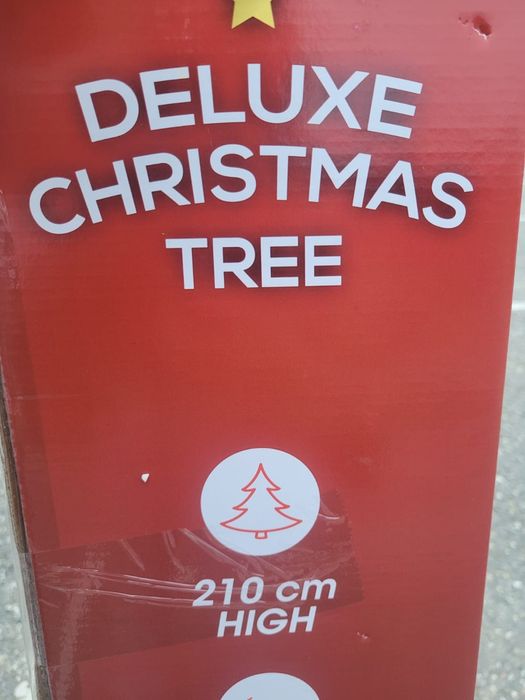 DELUXE
CHRISTMAS
TREE
210 cm
HIGH